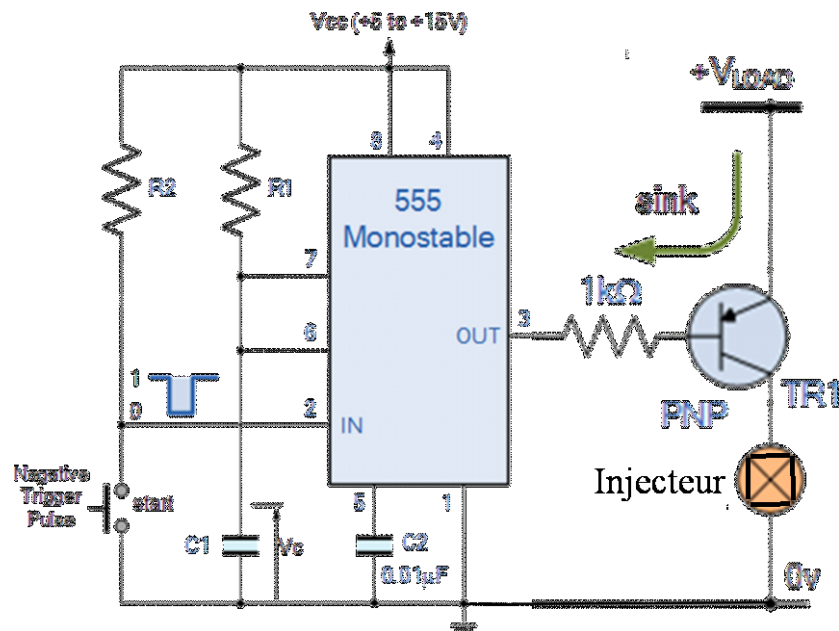 Vcc (+5 to +15V)
+VLOAD
8
4
R2
R1
555
Monostable
sink
7
1kΩ
6
3
OUT
1
0
2
IN
PNP
TR1
Negative
Trigger
Pulse
start
Injecteur
5
1
C1
Vc
C2
0.01µF
0v